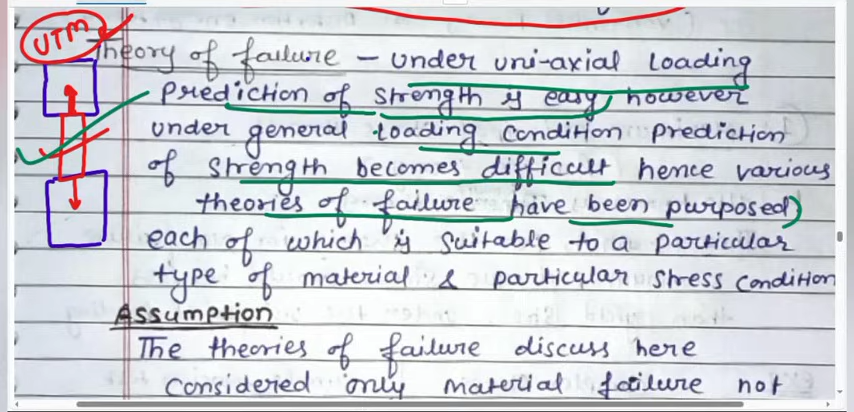 UTM
Theory of failure - under uni-axial loading
Prediction of strength is easy, however
under general loading condition prediction
of strength becomes difficult hence various
theories of failure have been purposed)
each of which is suitable to a particular
type of material & particular stress condition
Assumption
The theories of failure discuss here
Considered only material failure not